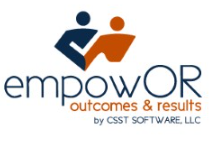 empowOR
outcomes & results
by CSST SOFTWARE, LLC